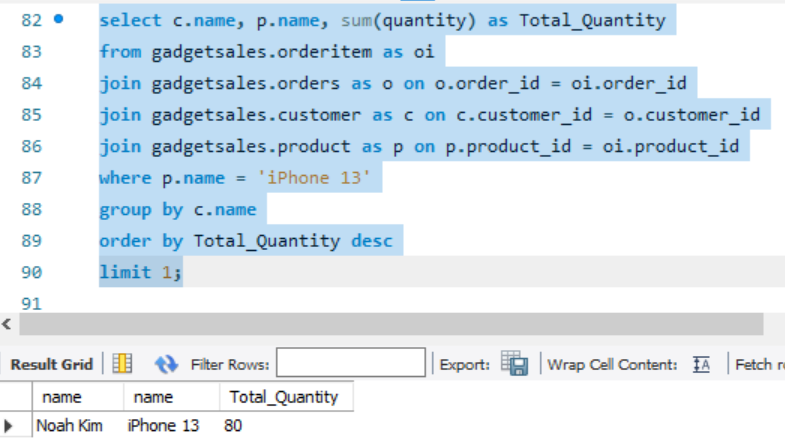 82 select c.name, p.name, sum(quantity) as Total_Quantity
83 from gadgetsales.orderitem as oi
84 join gadgetsales.orders as o on o.order_id = oi.order_id
85 join gadgetsales.customer as c on c.customer_id = o.customer_id
86 join gadgetsales.product as p on p.product_id = oi.product_id
87 where p.name = 'iPhone 13'
88 group by c.name
89 order by Total_Quantity desc
90 limit 1;
91
Result Grid Filter Rows: Export: Wrap Cell Content: Fetch
name name Total_Quantity
Noah Kim iPhone 13 80